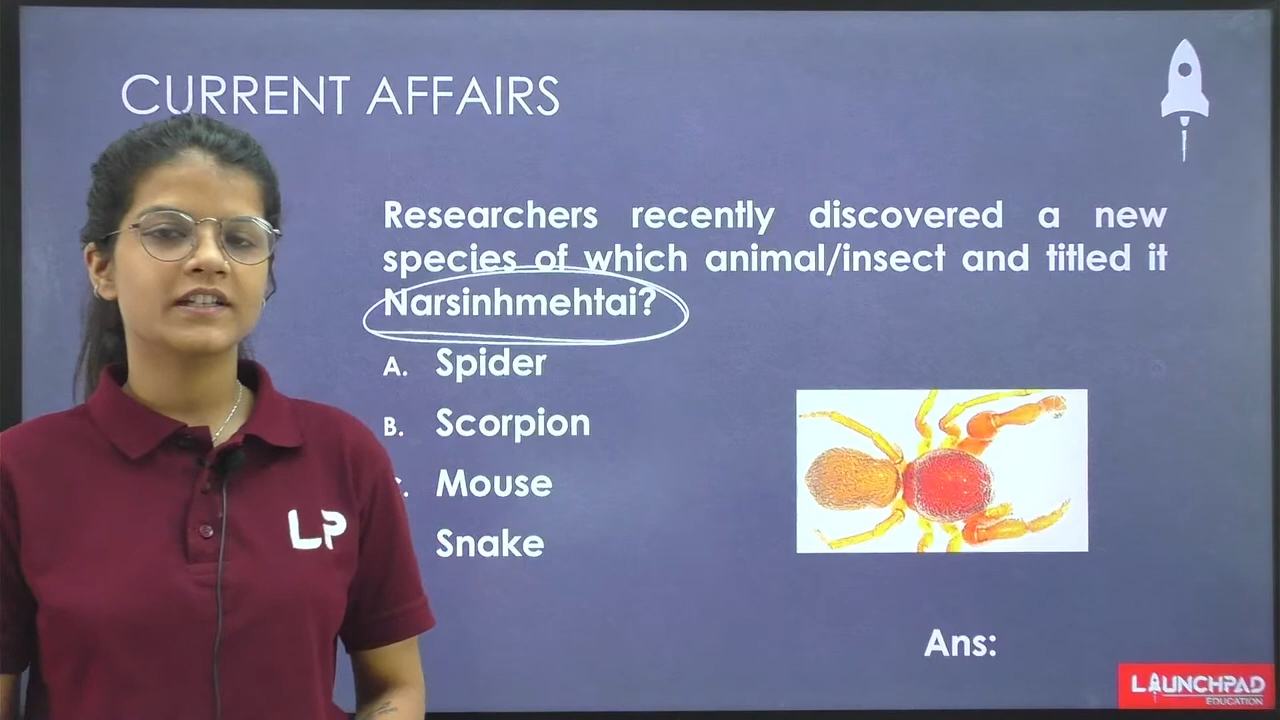 CURRENT AFFAIRS
Researchers recently discovered a new
species of which animal/insect and titled it
Narsinhmehtai?
A. Spider
B. Scorpion
. Mouse
Snake
Ans:
LP
LAUNCHPAD
EDUCATION